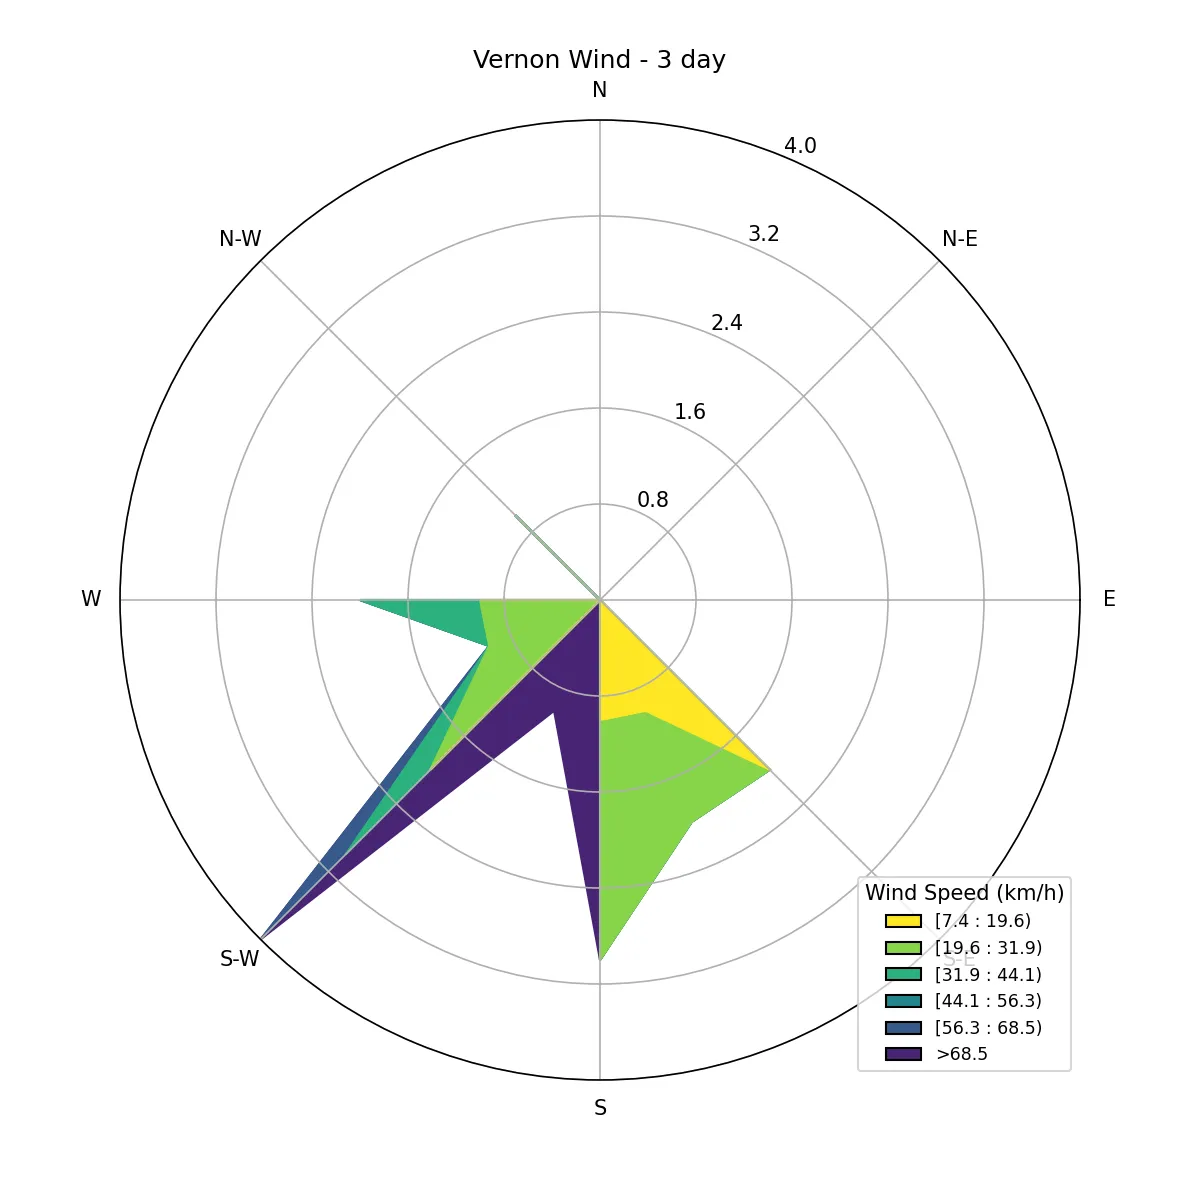 Vernon Wind - 3 day
N
4.0
N-W
3.2
N-E
2.4
1.6
0.8
W
E
S-W
S-E
S
Wind Speed (km/h)
[7.4 : 19.6)
[19.6 : 31.9)
[31.9 : 44.1)
[44.1 : 56.3)
[56.3 : 68.5)
>68.5